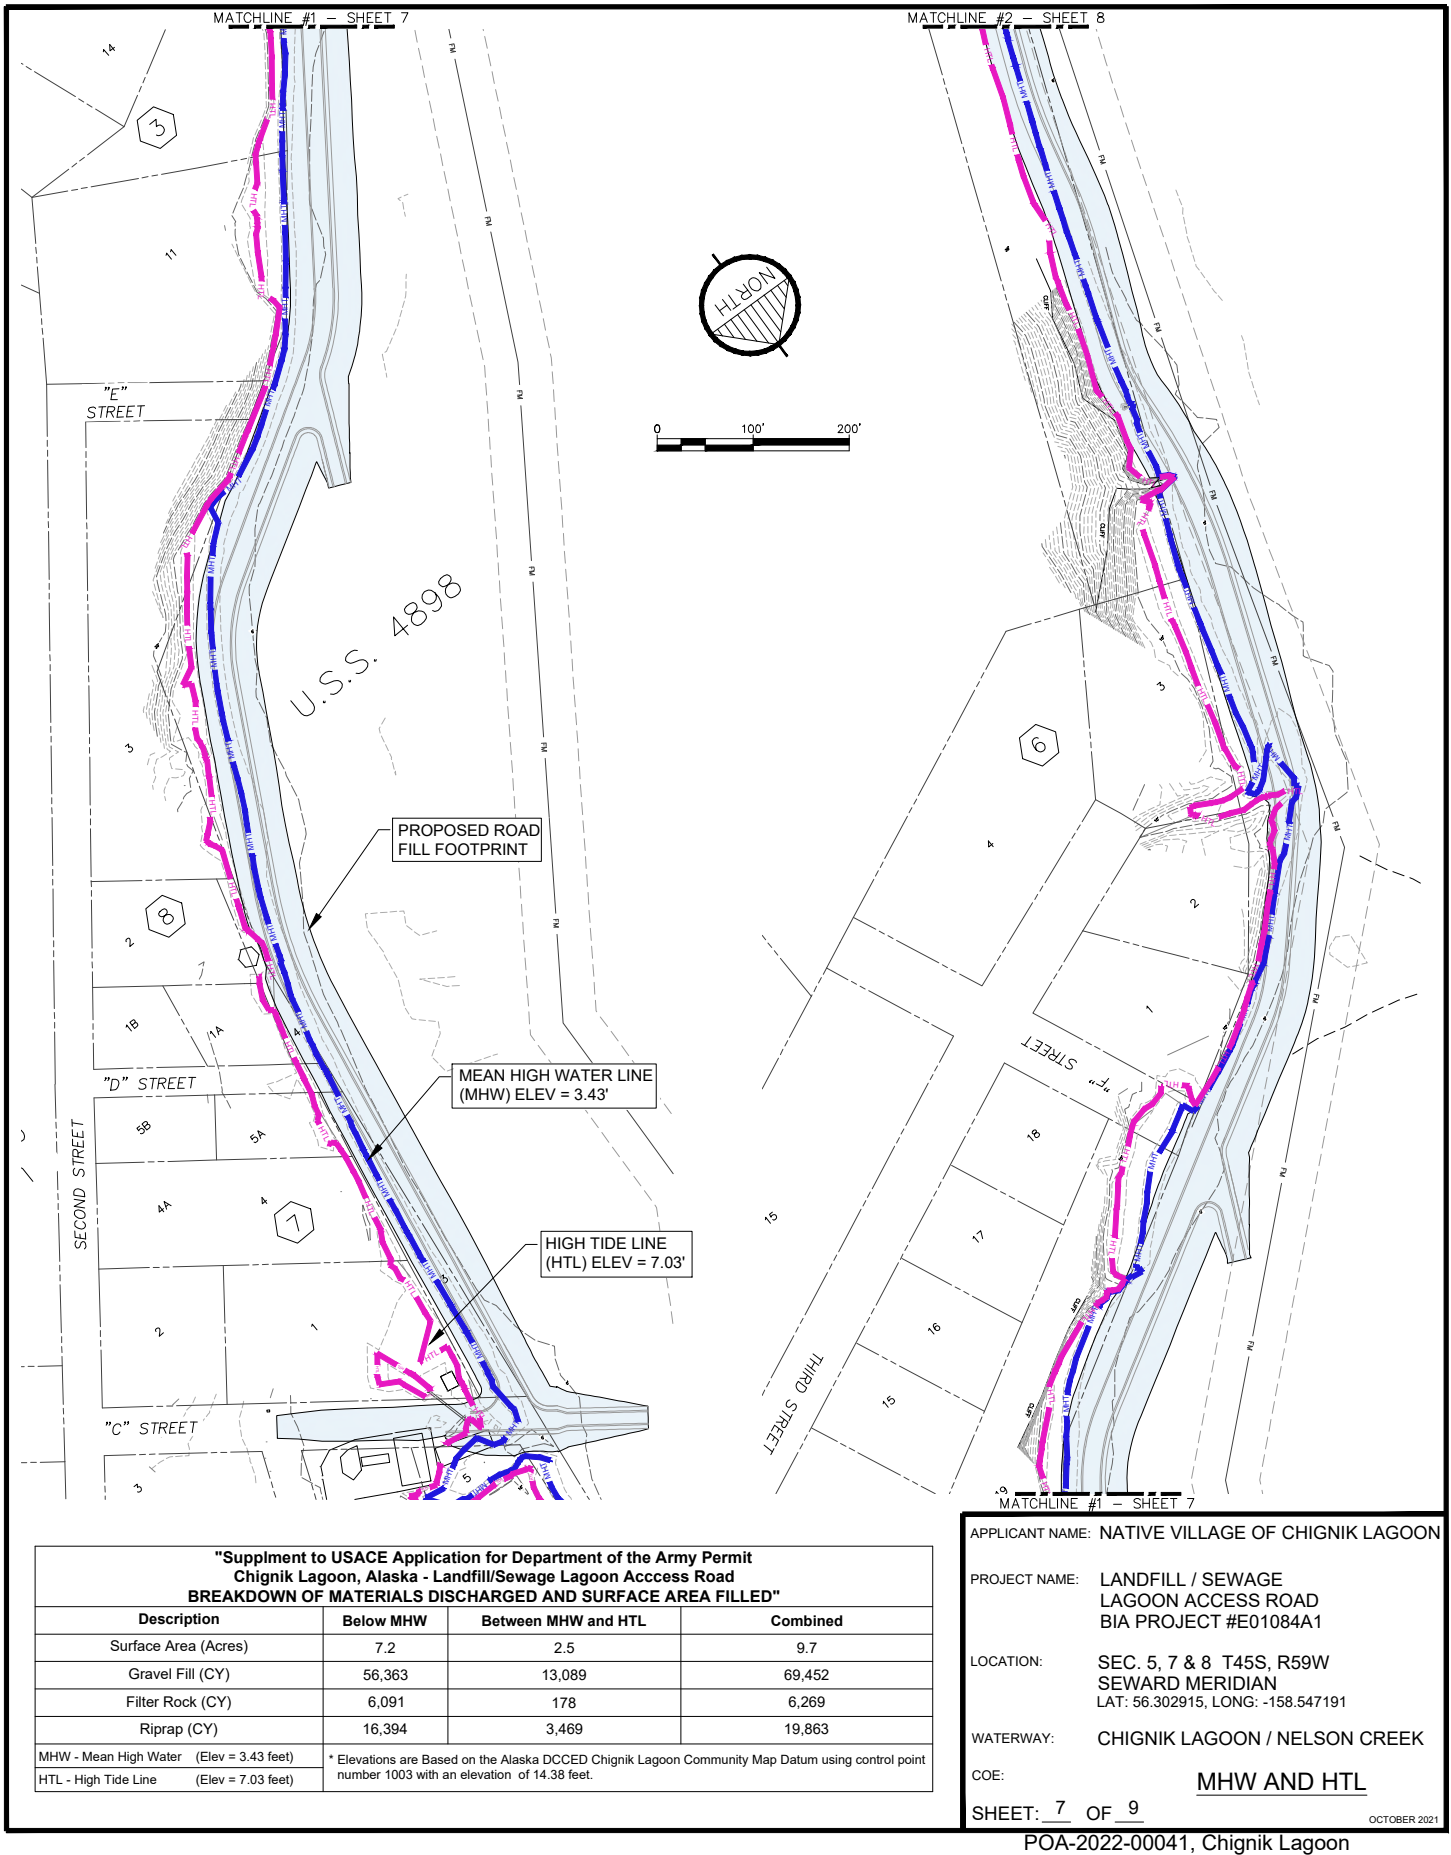 MATCHLINE #1 – SHEET 7
MATCHLINE #2 – SHEET 8
14
3
11
"E"
STREET
NORTH
0 100' 200'
U.S.S. 4898
3
PROPOSED ROAD
FILL FOOTPRINT
8
2
1B
1A
4
"D" STREET
MEAN HIGH WATER LINE
(MHW) ELEV = 3.43'
5B
5A
SECOND STREET
4A
4
7
3
HIGH TIDE LINE
(HTL) ELEV = 7.03'
2
1
"C" STREET
3
5
HTL
MHT
FM
CLIFF
CLIFF
3
6
4
2
1
"F" STREET
18
17
16
15
15
THIRD STREET
CLIFF
CLIFF
19
MATCHLINE #1 – SHEET 7
"Supplment to USACE Application for Department of the Army Permit
Chignik Lagoon, Alaska - Landfill/Sewage Lagoon Acccess Road
BREAKDOWN OF MATERIALS DISCHARGED AND SURFACE AREA FILLED"
Description Below MHW Between MHW and HTL Combined
Surface Area (Acres) 7.2 2.5 9.7
Gravel Fill (CY) 56,363 13,089 69,452
Filter Rock (CY) 6,091 178 6,269
Riprap (CY) 16,394 3,469 19,863
MHW - Mean High Water (Elev = 3.43 feet)
HTL - High Tide Line (Elev = 7.03 feet)
* Elevations are Based on the Alaska DCCED Chignik Lagoon Community Map Datum using control point
number 1003 with an elevation of 14.38 feet.
APPLICANT NAME: NATIVE VILLAGE OF CHIGNIK LAGOON
PROJECT NAME: LANDFILL / SEWAGE
LAGOON ACCESS ROAD
BIA PROJECT #E01084A1
LOCATION: SEC. 5, 7 & 8 T45S, R59W
SEWARD MERIDIAN
LAT: 56.302915, LONG: -158.547191
WATERWAY: CHIGNIK LAGOON / NELSON CREEK
COE:
MHW AND HTL
SHEET: 7 OF 9
OCTOBER 2021
POA-2022-00041, Chignik Lagoon